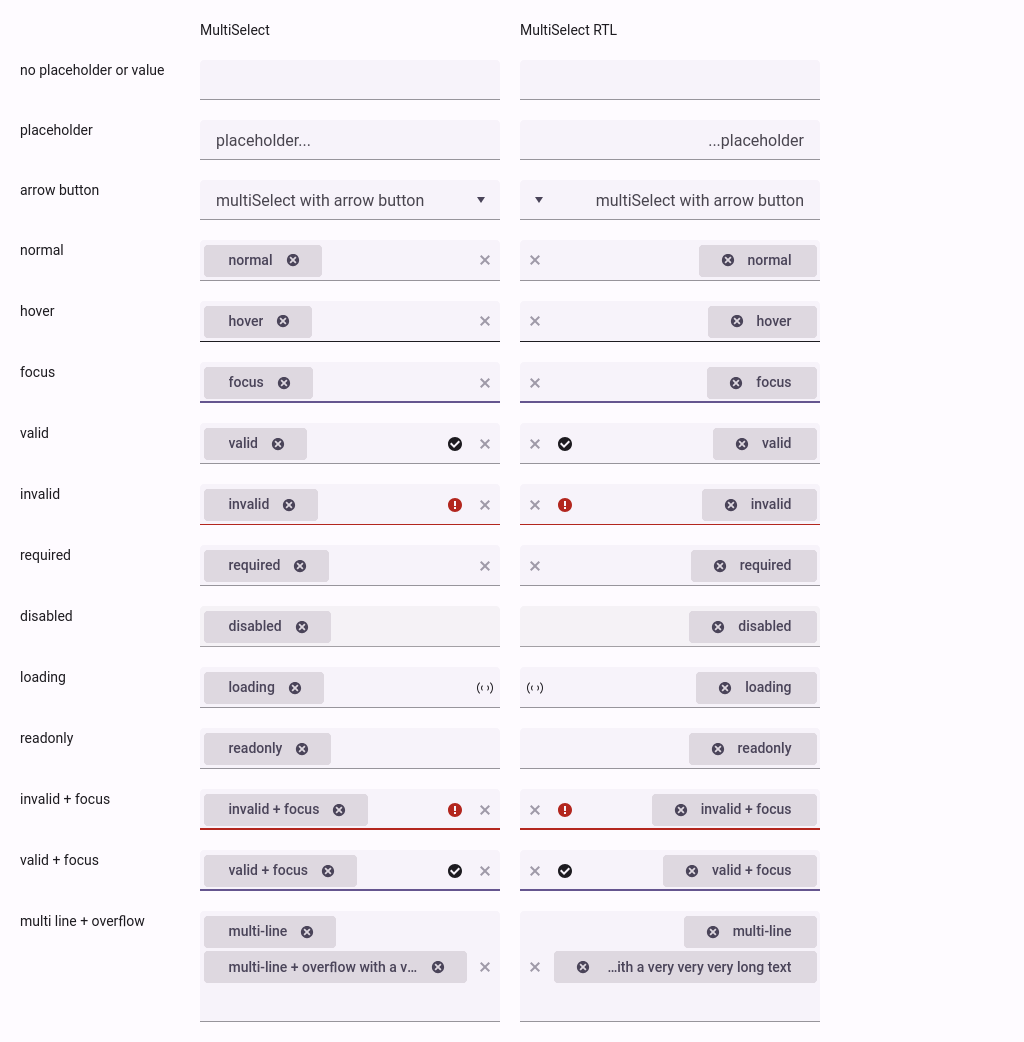 MultiSelect MultiSelect RTL
no placeholder or value
placeholder placeholder... ...placeholder
arrow button multiSelect with arrow button multiSelect with arrow button
normal normal normal
hover hover hover
focus focus focus
valid valid valid
invalid invalid invalid
required required required
disabled disabled disabled
loading loading loading
readonly readonly readonly
invalid + focus invalid + focus invalid + focus
valid + focus valid + focus valid + focus
multi line + overflow multi-line multi-line
multi-line + overflow with a v... ...ith a very very very long text